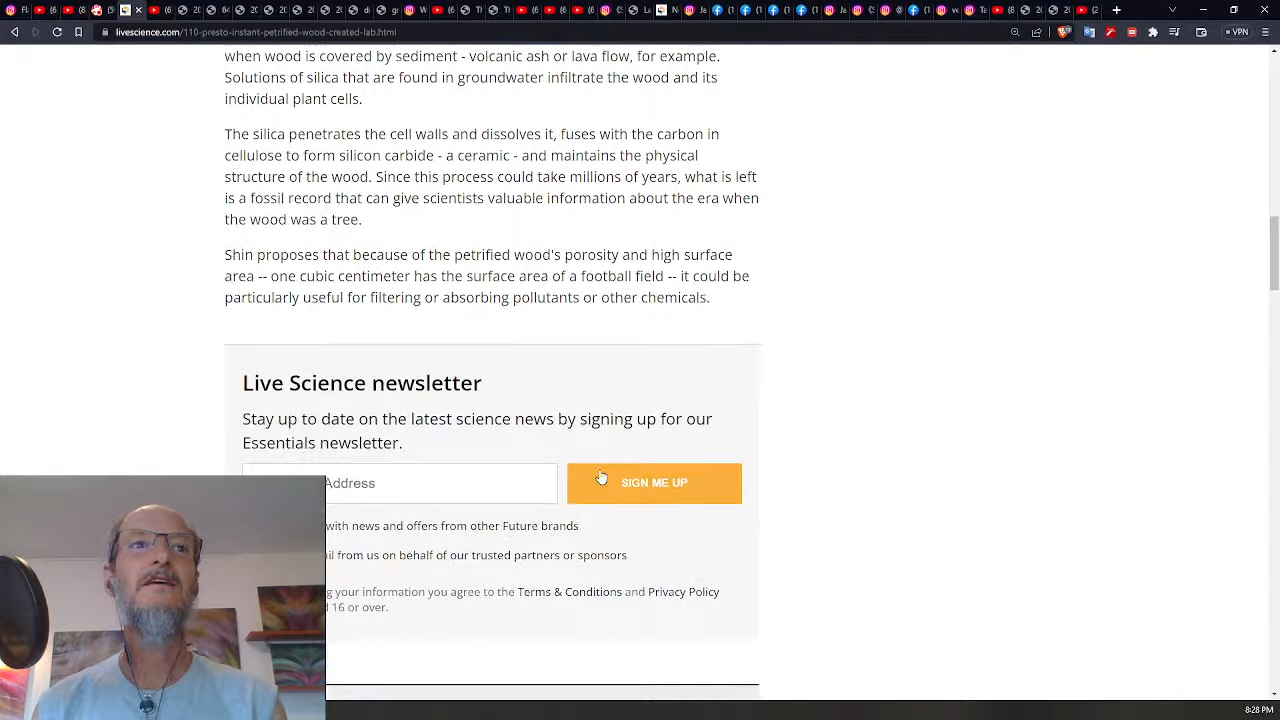 livescience.com/110-presto-instant-petrified-wood-created-lab.html
VPN
when wood is covered by sediment - volcanic ash or lava flow, for example.
Solutions of silica that are found in groundwater infiltrate the wood and its
individual plant cells.
The silica penetrates the cell walls and dissolves it, fuses with the carbon in
cellulose to form silicon carbide - a ceramic - and maintains the physical
structure of the wood. Since this process could take millions of years, what is left
is a fossil record that can give scientists valuable information about the era when
the wood was a tree.
Shin proposes that because of the petrified wood's porosity and high surface
area -- one cubic centimeter has the surface area of a football field -- it could be
particularly useful for filtering or absorbing pollutants or other chemicals.
Live Science newsletter
Stay up to date on the latest science news by signing up for our
Essentials newsletter.
Address
SIGN ME UP
with news and offers from other Future brands
from us on behalf of our trusted partners or sponsors
your information you agree to the Terms & Conditions and Privacy Policy
16 or over.
8:28 PM